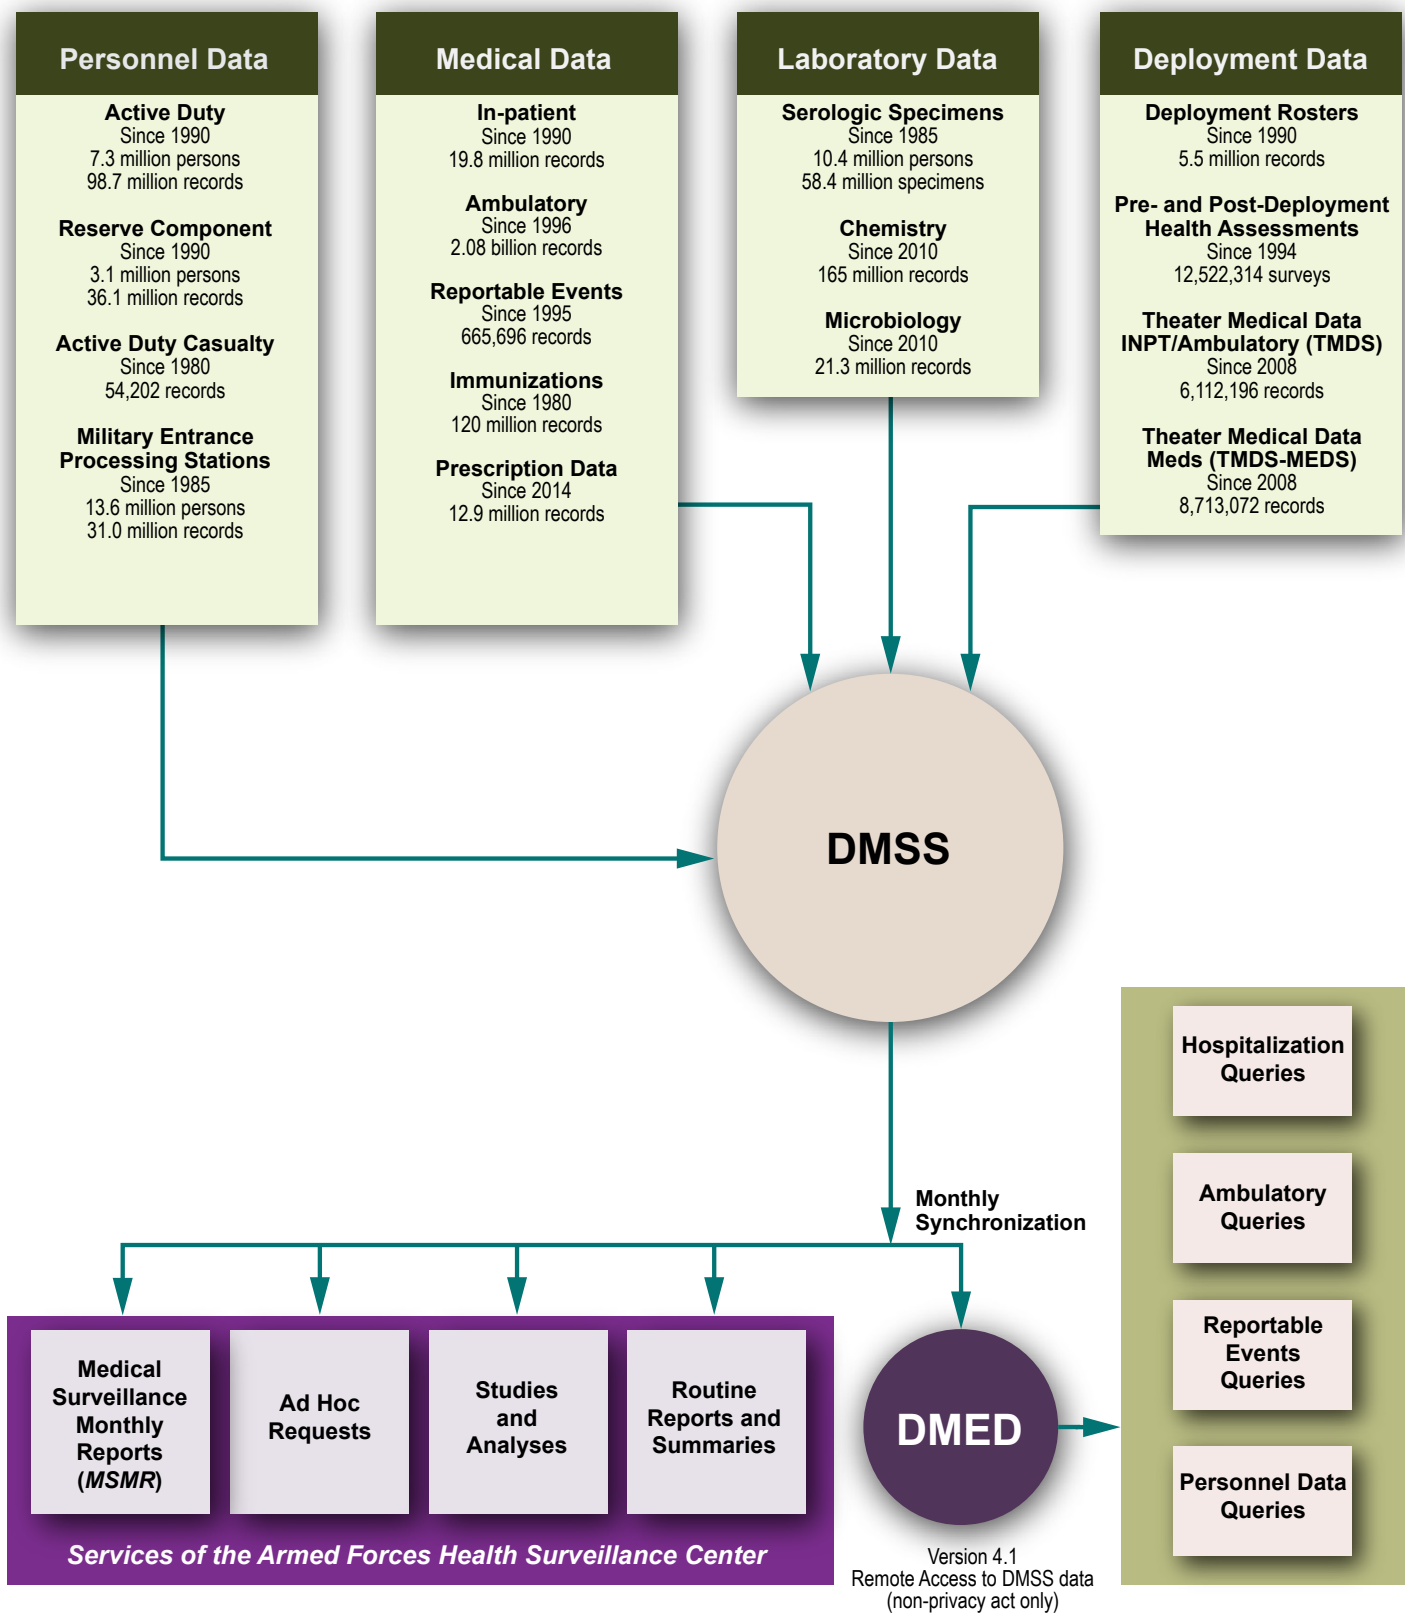 Personnel Data
Active Duty
Since 1990
7.3 million persons
98.7 million records
Reserve Component
Since 1990
3.1 million persons
36.1 million records
Active Duty Casualty
Since 1980
54,202 records
Military Entrance
Processing Stations
Since 1985
13.6 million persons
31.0 million records
Medical Data
In-patient
Since 1990
19.8 million records
Ambulatory
Since 1996
2.08 billion records
Reportable Events
Since 1995
665,696 records
Immunizations
Since 1980
120 million records
Prescription Data
Since 2014
12.9 million records
Laboratory Data
Serologic Specimens
Since 1985
10.4 million persons
58.4 million specimens
Chemistry
Since 2010
165 million records
Microbiology
Since 2010
21.3 million records
Deployment Data
Deployment Rosters
Since 1990
5.5 million records
Pre- and Post-Deployment
Health Assessments
Since 1994
12,522,314 surveys
Theater Medical Data
INPT/Ambulatory (TMDS)
Since 2008
6,112,196 records
Theater Medical Data
Meds (TMDS-MEDS)
Since 2008
8,713,072 records
DMSS
Monthly
Synchronization
Medical
Surveillance
Monthly
Reports
(MSMR)
Ad Hoc
Requests
Studies
and
Analyses
Routine
Reports and
Summaries
Services of the Armed Forces Health Surveillance Center
DMED
Version 4.1
Remote Access to DMSS data
(non-privacy act only)
Hospitalization
Queries
Ambulatory
Queries
Reportable
Events
Queries
Personnel Data
Queries